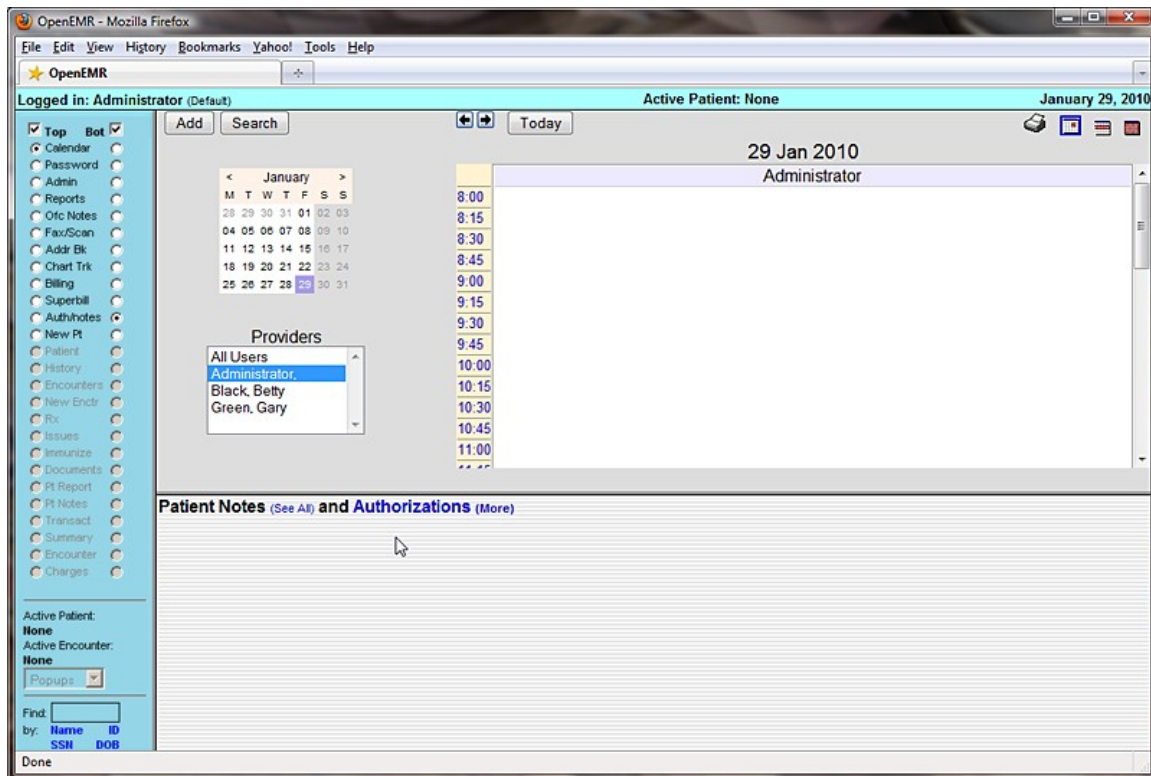 OpenEMR - Mozilla Firefox
File Edit View History Bookmarks Yahoo! Tools Help
OpenEMR
Logged in: Administrator (Default) Active Patient: None January 29, 2010
Top Bot
Calendar
Password
Admin
Reports
Ofc Notes
Fax/Scan
Addr Bk
Chart Trk
Billing
Superbill
Auth/notes
New Pt
Patient
History
Encounters
New Enctr
Rx
Issues
Immunize
Documents
Pt Report
Pt Notes
Transact
Summary
Encounter
Charges
Active Patient:
None
Active Encounter:
None
Popups
Find:
by: Name ID
SSN DOB
Add Search
< January >
M T W T F S S
28 29 30 31 01 02 03
04 05 06 07 08 09 10
11 12 13 14 15 16 17
18 19 20 21 22 23 24
25 26 27 28 29 30 31
Providers
All Users
Administrator,
Black, Betty
Green, Gary
Today
29 Jan 2010
Administrator
8:00
8:15
8:30
8:45
9:00
9:15
9:30
9:45
10:00
10:15
10:30
10:45
11:00
Patient Notes (See All) and Authorizations (More)
Done